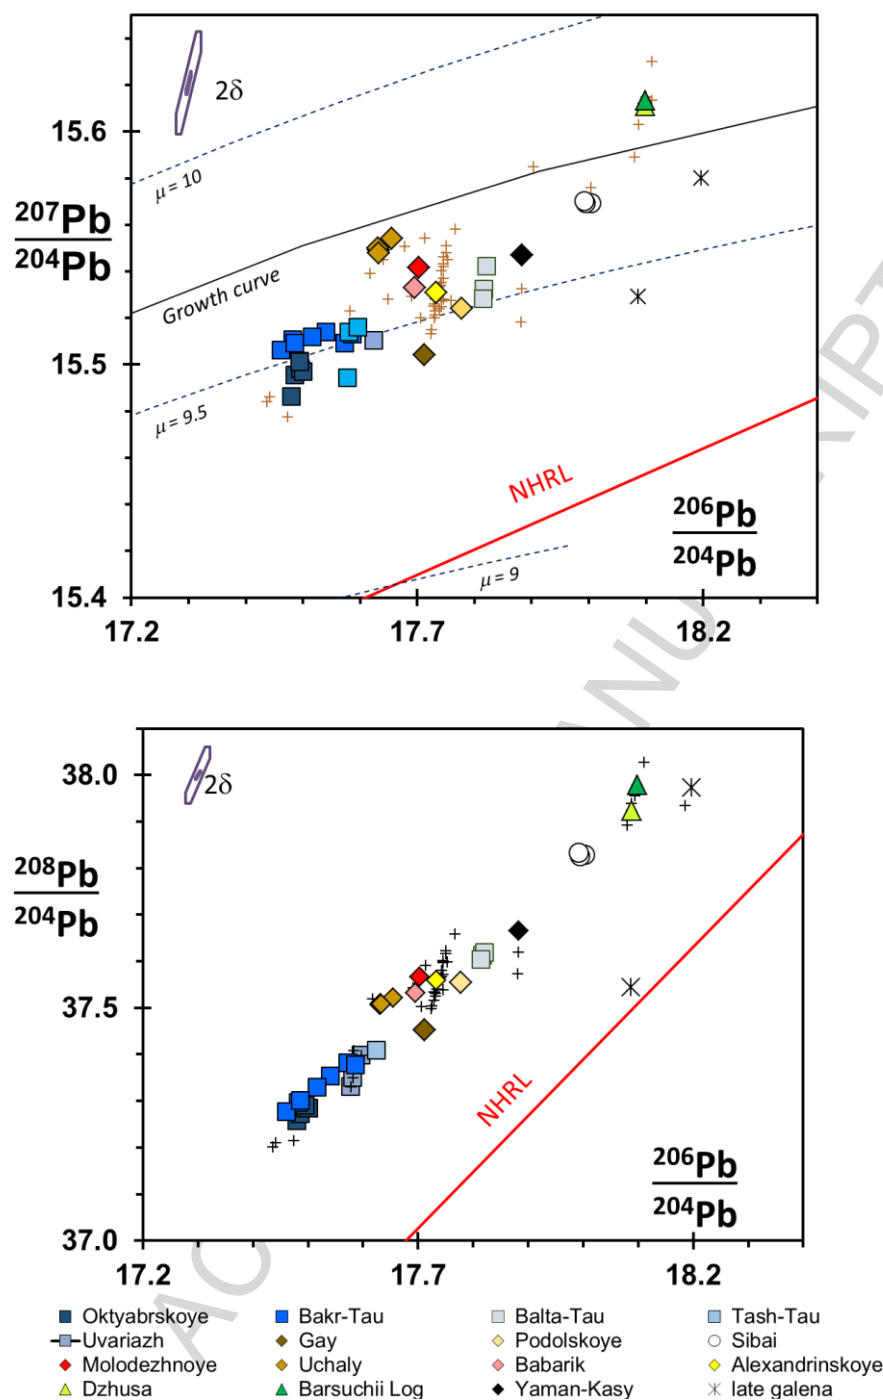 2δ
15.6
μ = 10
²⁰⁷Pb
²⁰⁴Pb
Growth curve
15.5
μ = 9.5
NHRL
²⁰⁶Pb
²⁰⁴Pb
μ = 9
15.4
17.2 17.7 18.2
38.0
2δ
²⁰⁸Pb
²⁰⁴Pb
37.5
NHRL
²⁰⁶Pb
²⁰⁴Pb
37.0
17.2 17.7 18.2
Oktyabrskoye Bakr-Tau Balta-Tau Tash-Tau
Uvariazh Gay Podolskoye Sibai
Molodezhnoye Uchaly Babarik Alexandrinskoye
Dzhusa Barsuchii Log Yaman-Kasy late galena